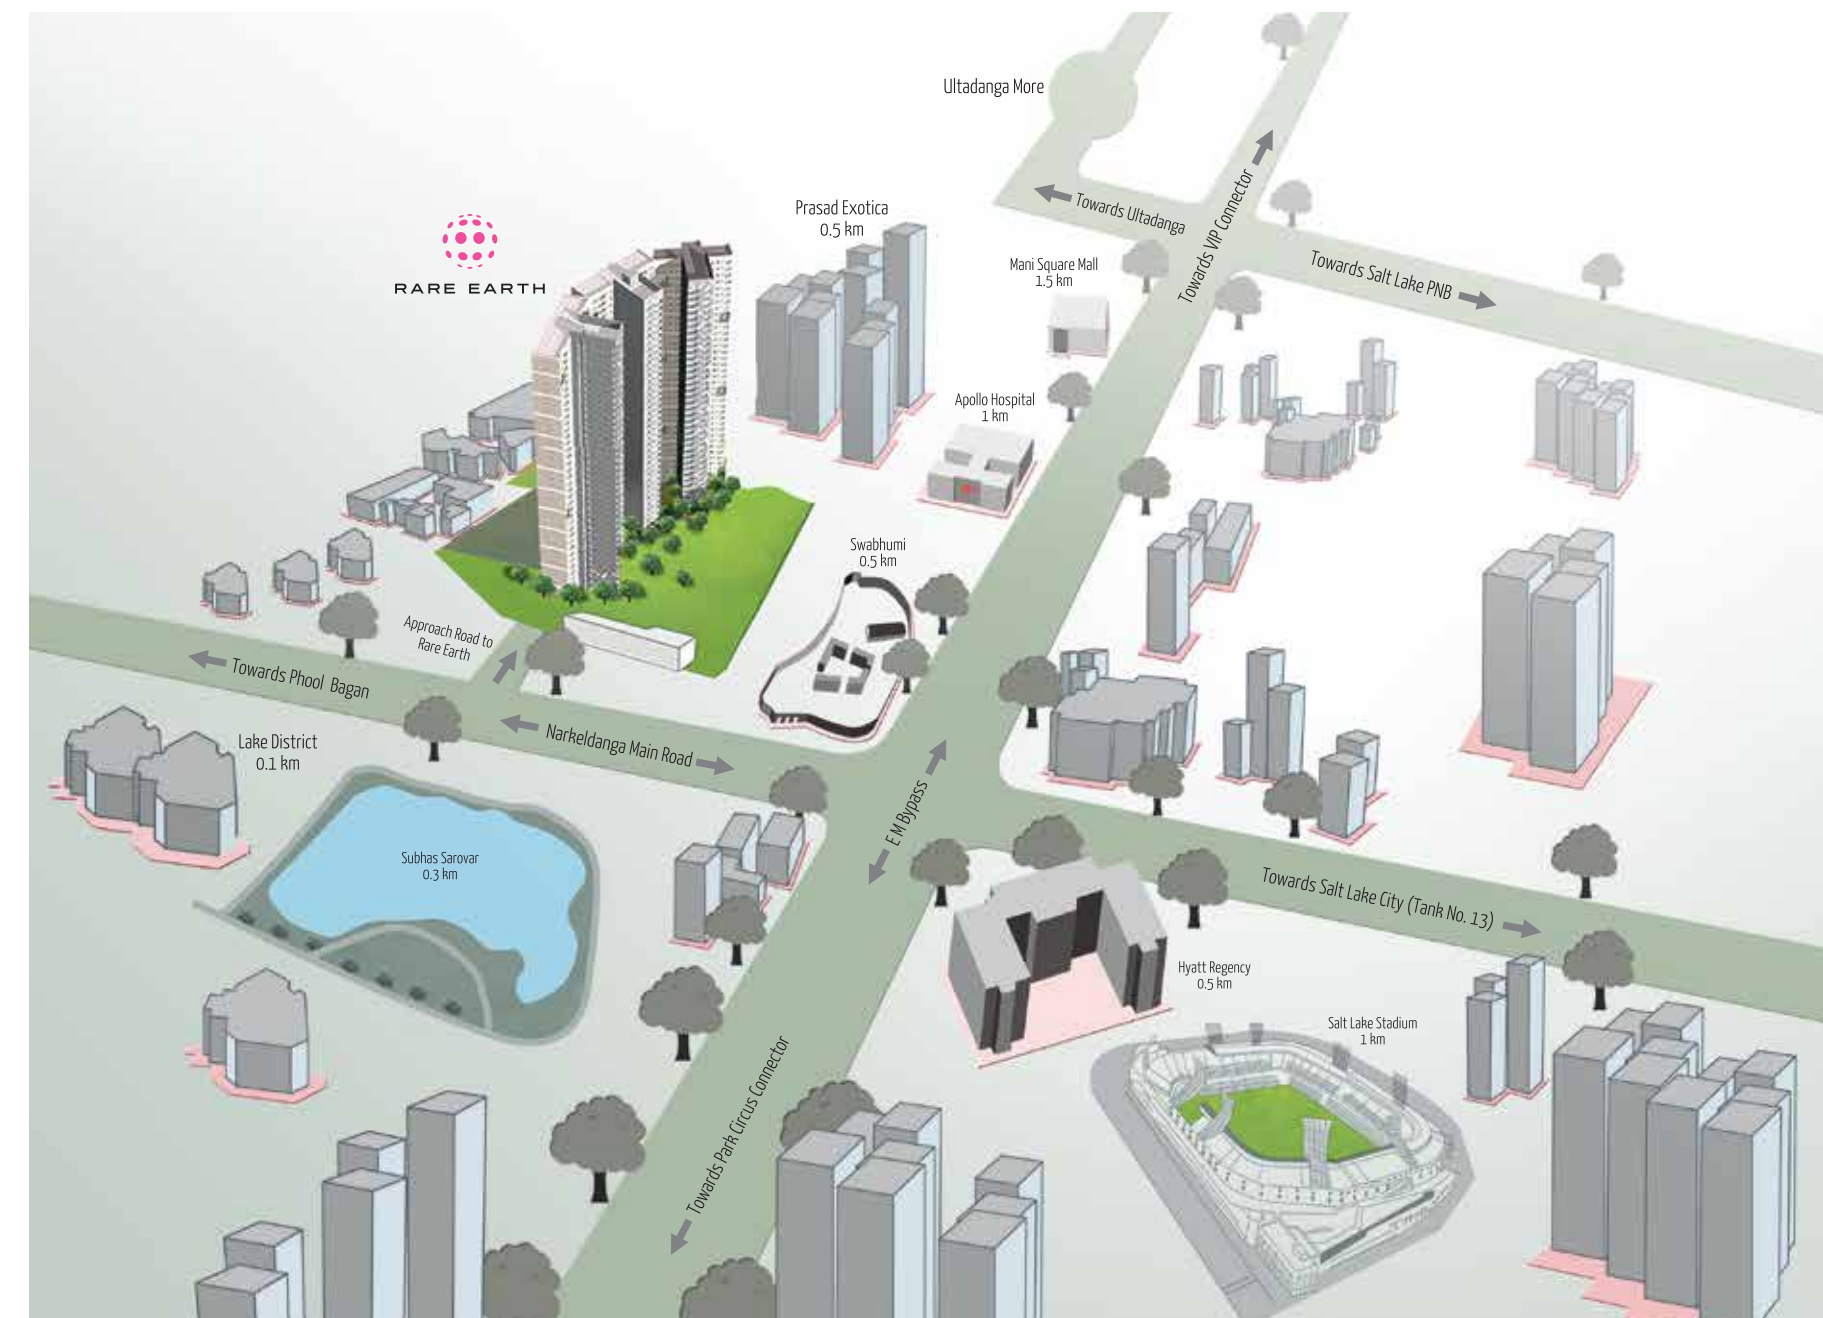 Ultadanga More
Towards Ultadanga
Towards VIP Connector
Towards Salt Lake PNB
Prasad Exotica
0.5 km
RARE EARTH
Mani Square Mall
1.5 km
Apollo Hospital
1 km
Swabhumi
0.5 km
Approach Road to
Rare Earth
Towards Phool Bagan
Narkeldanga Main Road
Lake District
0.1 km
E M Bypass
Subhas Sarovar
0.3 km
Towards Salt Lake City (Tank No. 13)
Hyatt Regency
0.5 km
Salt Lake Stadium
1 km
Towards Park Circus Connector